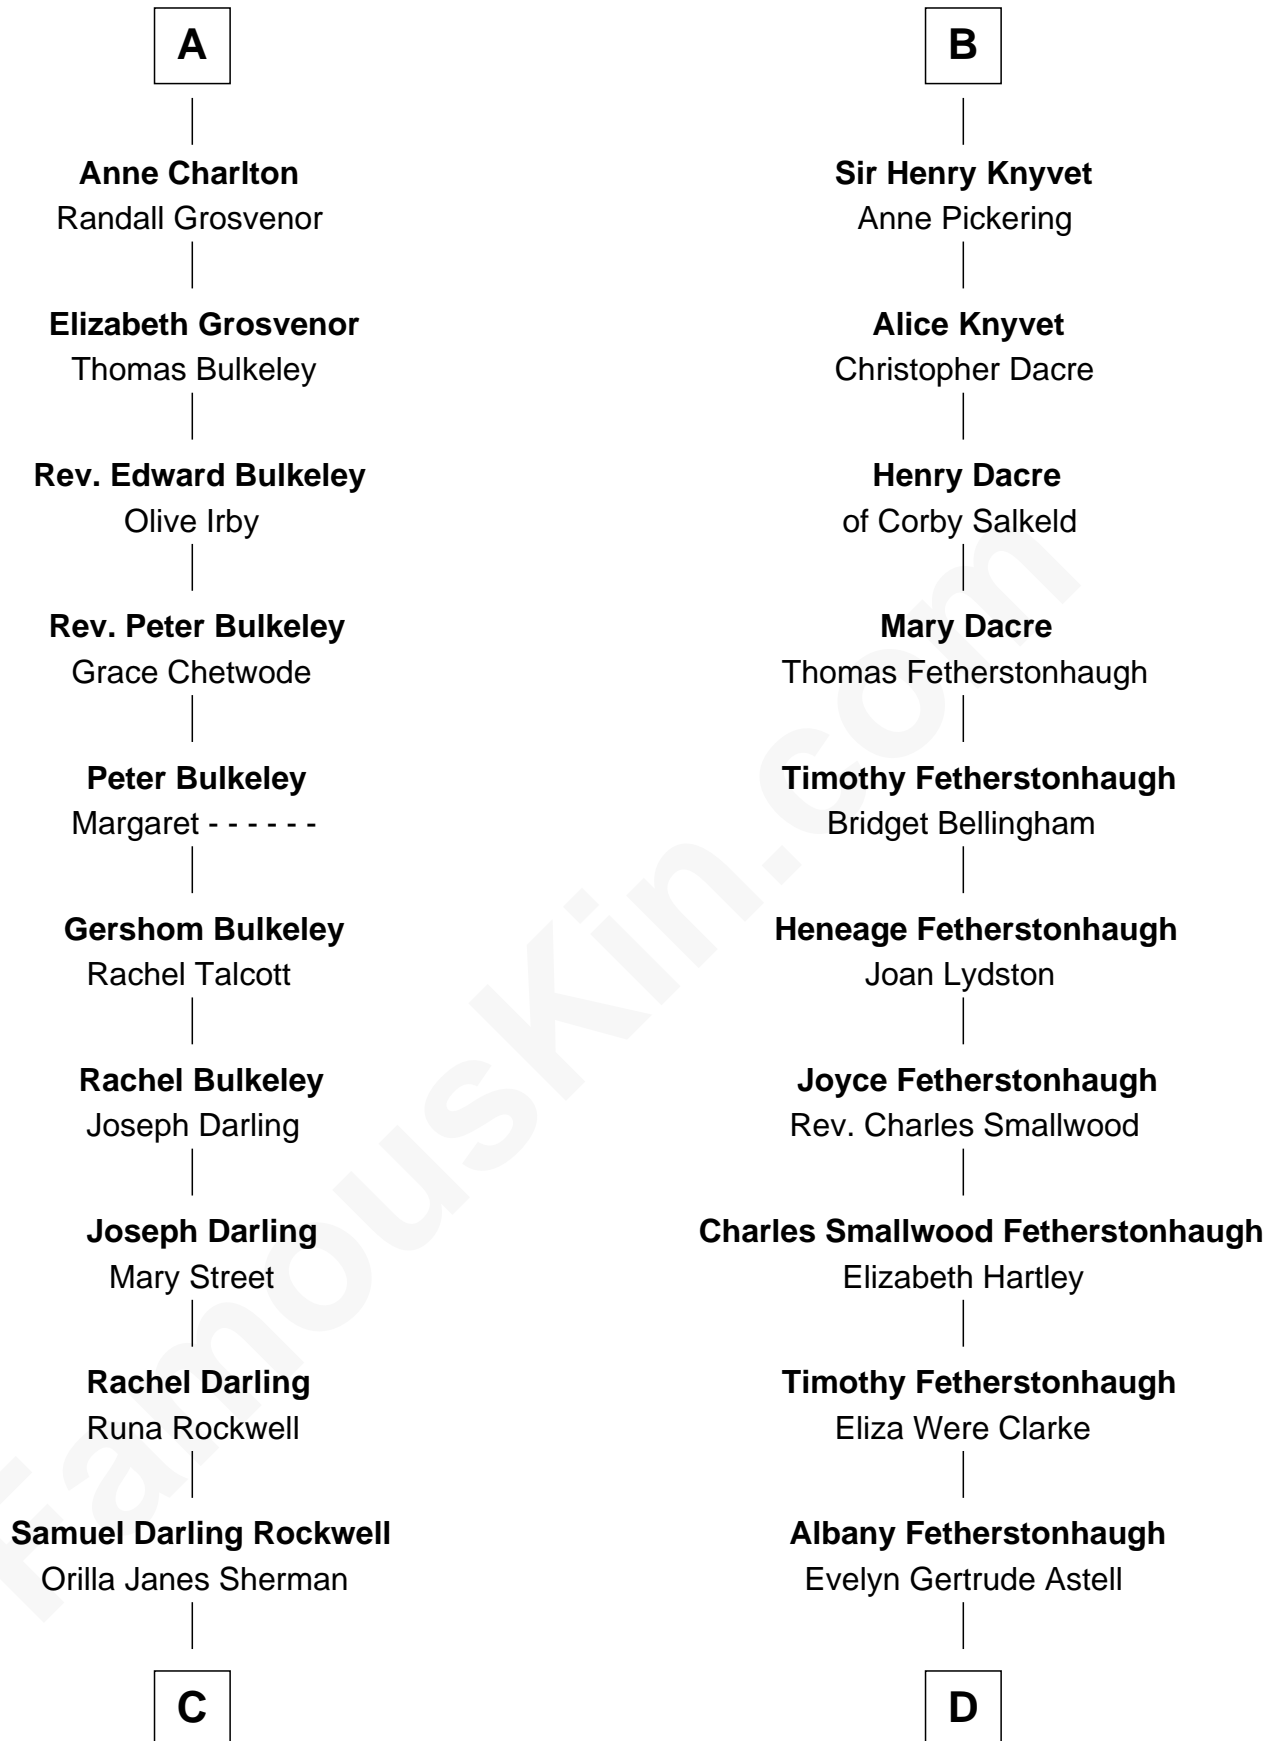 A
Anne Charlton
Randall Grosvenor
Elizabeth Grosvenor
Thomas Bulkeley
Rev. Edward Bulkeley
Olive Irby
Rev. Peter Bulkeley
Grace Chetwode
Peter Bulkeley
Margaret - - - - - -
Gershom Bulkeley
Rachel Talcott
Rachel Bulkeley
Joseph Darling
Joseph Darling
Mary Street
Rachel Darling
Runa Rockwell
Samuel Darling Rockwell
Orilla Janes Sherman
C
B
Sir Henry Knyvet
Anne Pickering
Alice Knyvet
Christopher Dacre
Henry Dacre
of Corby Salkeld
Mary Dacre
Thomas Fetherstonhaugh
Timothy Fetherstonhaugh
Bridget Bellingham
Heneage Fetherstonhaugh
Joan Lydston
Joyce Fetherstonhaugh
Rev. Charles Smallwood
Charles Smallwood Fetherstonhaugh
Elizabeth Hartley
Timothy Fetherstonhaugh
Eliza Were Clarke
Albany Fetherstonhaugh
Evelyn Gertrude Astell
D
FamousKin.com